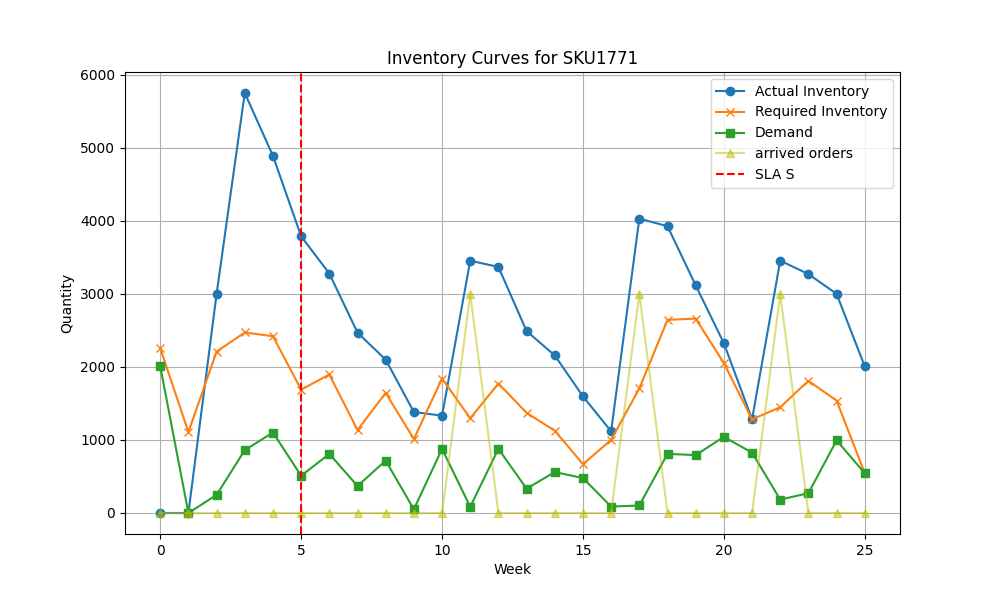 Inventory Curves for SKU1771
Actual Inventory
Required Inventory
Demand
arrived orders
SLA S
6000
5000
4000
3000
2000
1000
0
Quantity
0 5 10 15 20 25
Week